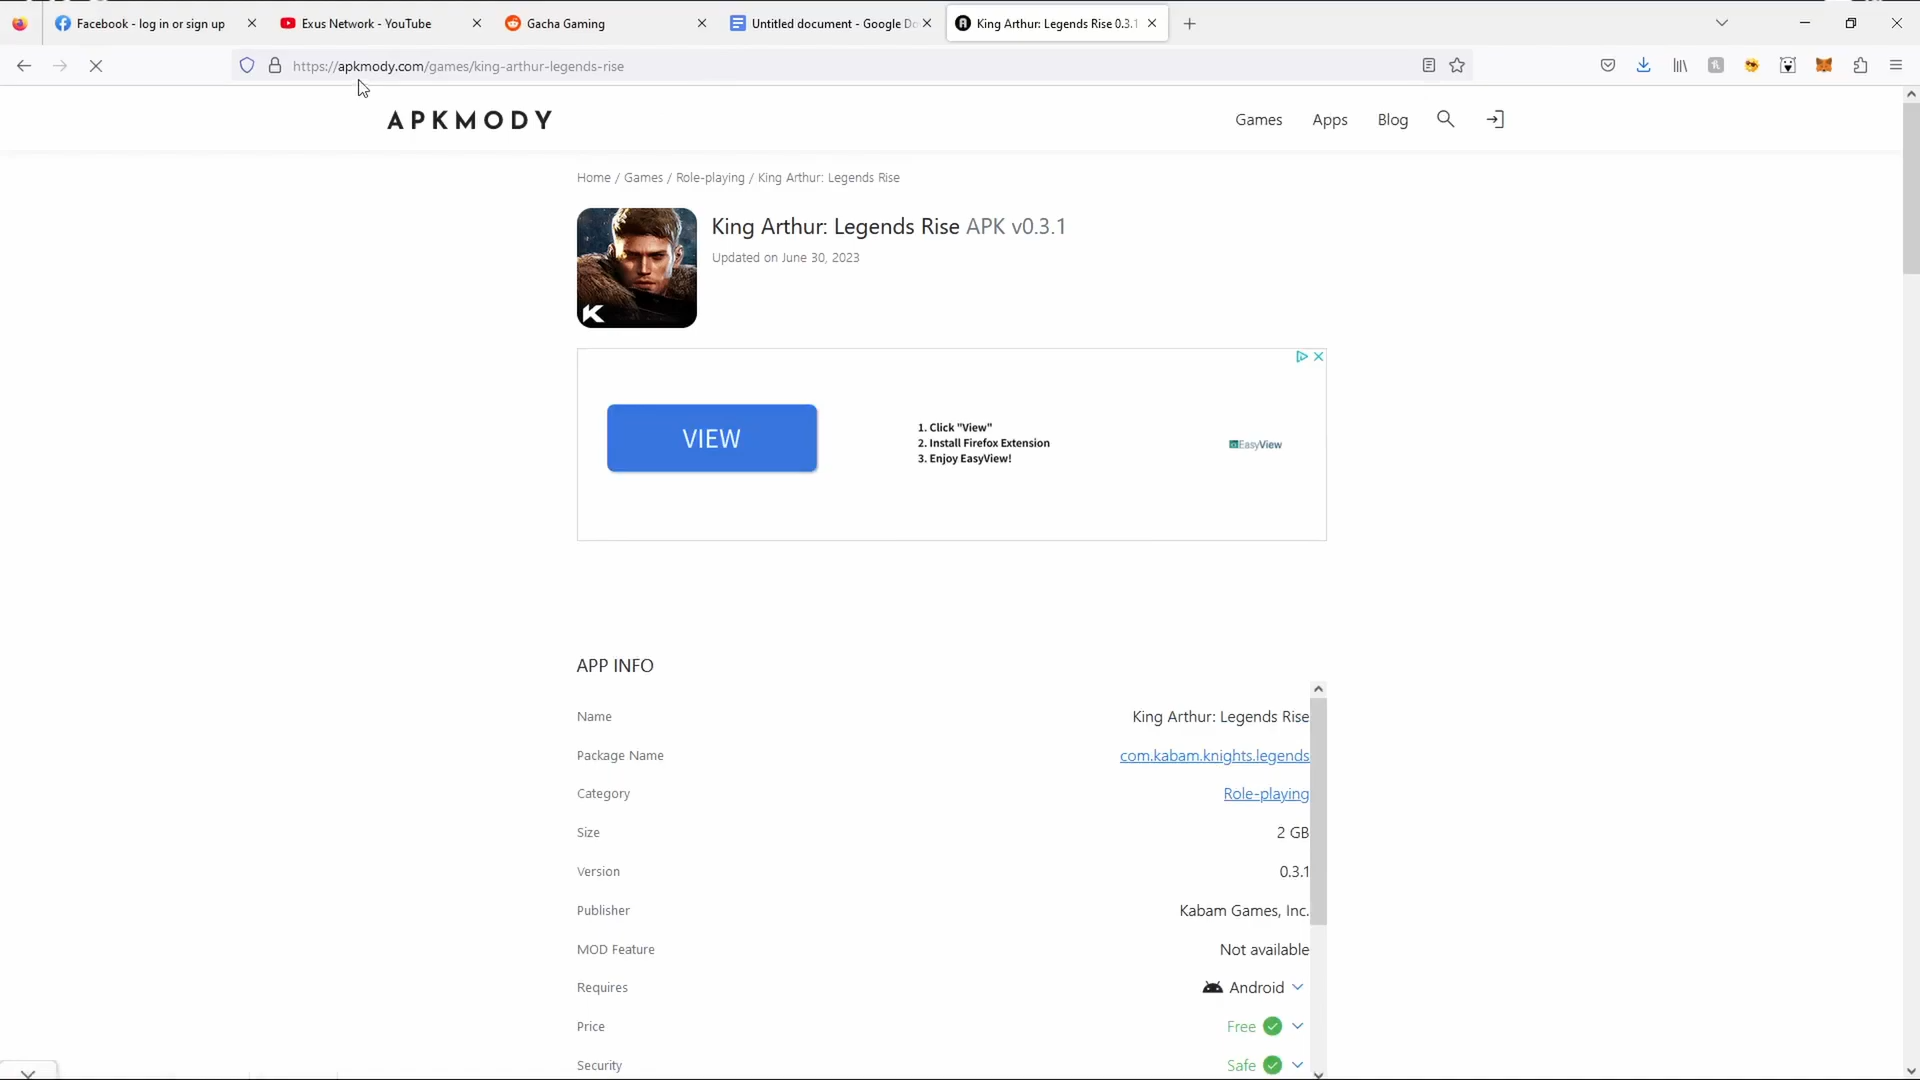 Facebook - log in or sign up
Exus Network - YouTube
Gacha Gaming
Untitled document - Google Do
King Arthur: Legends Rise 0.3.1
https://apkmody.com/games/king-arthur-legends-rise
APKMODY
Games
Apps
Blog
Home / Games / Role-playing / King Arthur: Legends Rise
King Arthur: Legends Rise APK v0.3.1
Updated on June 30, 2023
K
VIEW
1. Click "View"
2. Install Firefox Extension
3. Enjoy EasyView!
EasyView
APP INFO
Name King Arthur: Legends Rise
Package Name com.kabam.knights.legends
Category Role-playing
Size 2 GB
Version 0.3.1
Publisher Kabam Games, Inc.
MOD Feature Not available
Requires Android
Price Free
Security Safe